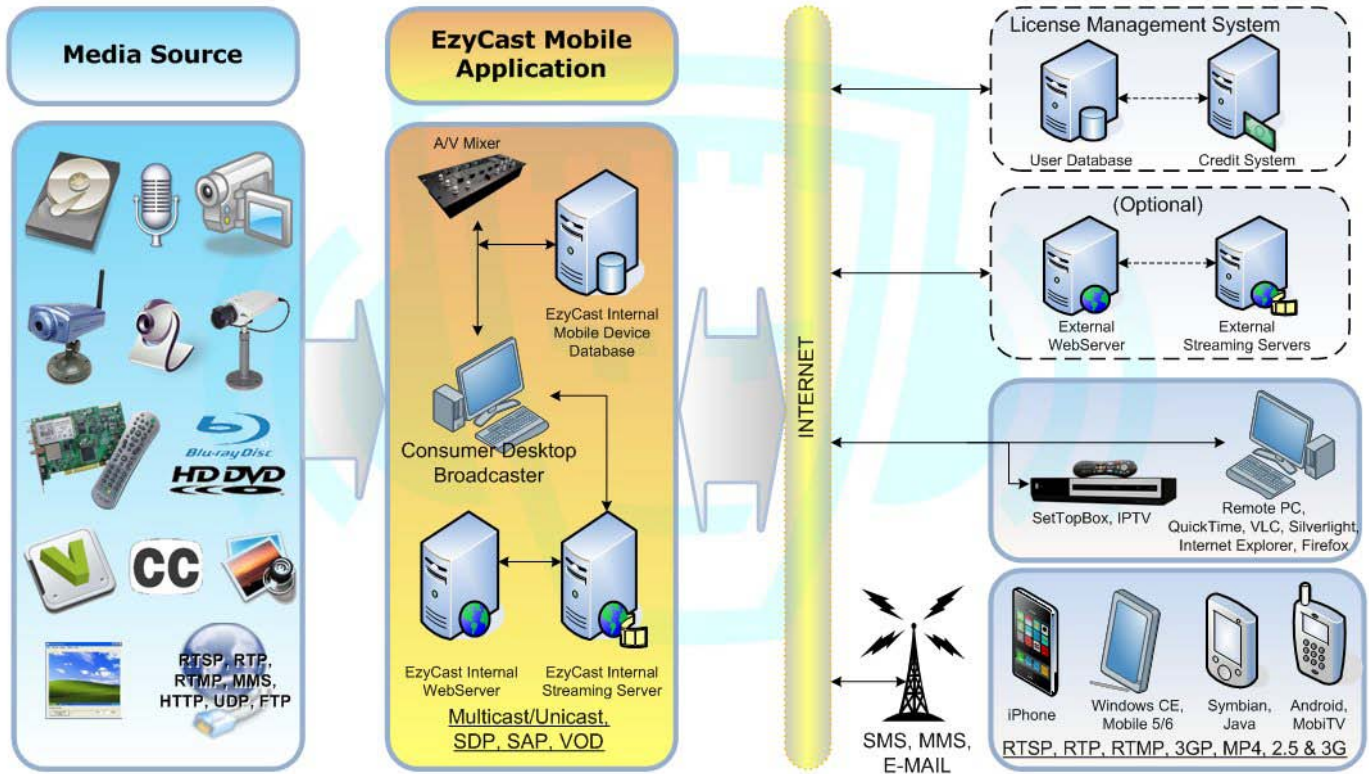 Media Source
EzyCast Mobile
Application
License Management System
User Database
Credit System
A/V Mixer
EzyCast Internal
Mobile Device
Database
(Optional)
External
WebServer
External
Streaming Servers
Blu-ray Disc
HD DVD
Consumer Desktop
Broadcaster
INTERNET
SetTopBox, IPTV
Remote PC,
QuickTime, VLC, Silverlight,
Internet Explorer, Firefox
V
CC
RTSP, RTP,
RTMP, MMS,
HTTP, UDP, FTP
EzyCast Internal
WebServer
EzyCast Internal
Streaming Server
Multicast/Unicast,
SDP, SAP, VOD
SMS, MMS,
E-MAIL
iPhone
Windows CE,
Mobile 5/6
Symbian,
Java
Android,
MobiTV
RTSP, RTP, RTMP, 3GP, MP4, 2.5 & 3G